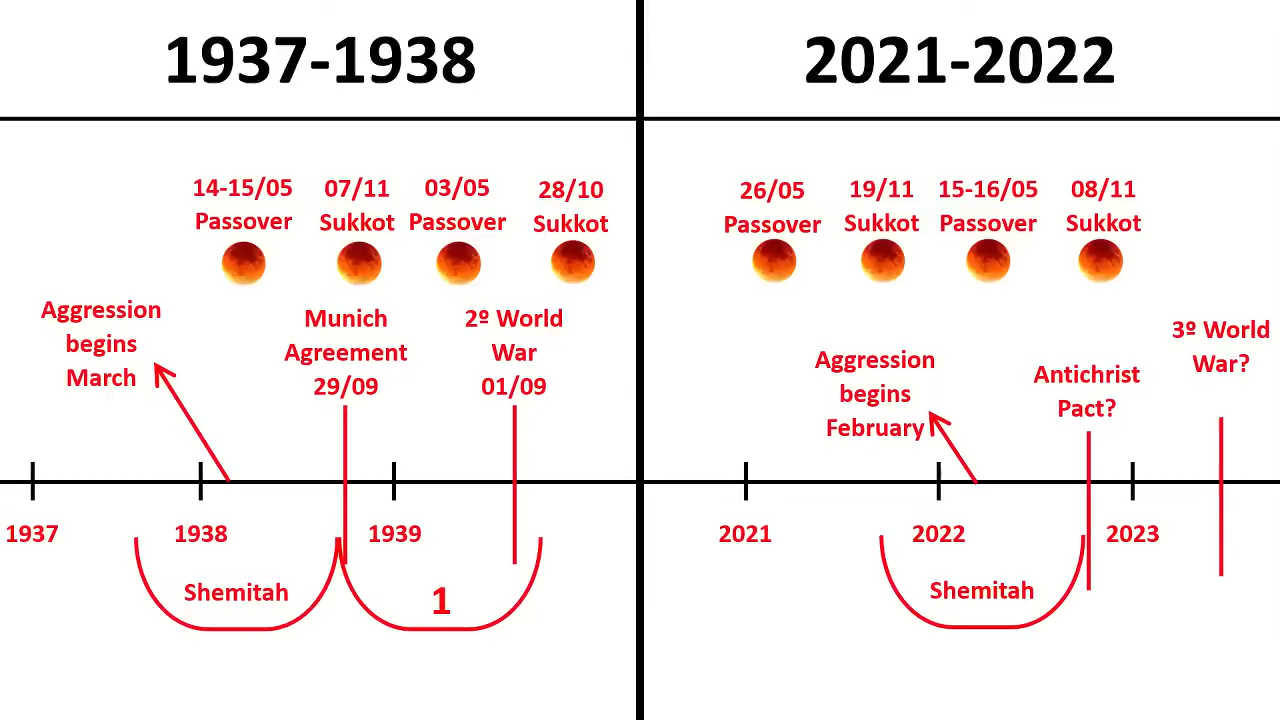 1937-1938
14-15/05
Passover
07/11
Sukkot
03/05
Passover
28/10
Sukkot
Aggression
begins
March
Munich
Agreement
29/09
2º World
War
01/09
1937
1938
1939
Shemitah
1
2021-2022
26/05
Passover
19/11
Sukkot
15-16/05
Passover
08/11
Sukkot
Aggression
begins
February
Antichrist
Pact?
3º World
War?
2021
2022
2023
Shemitah